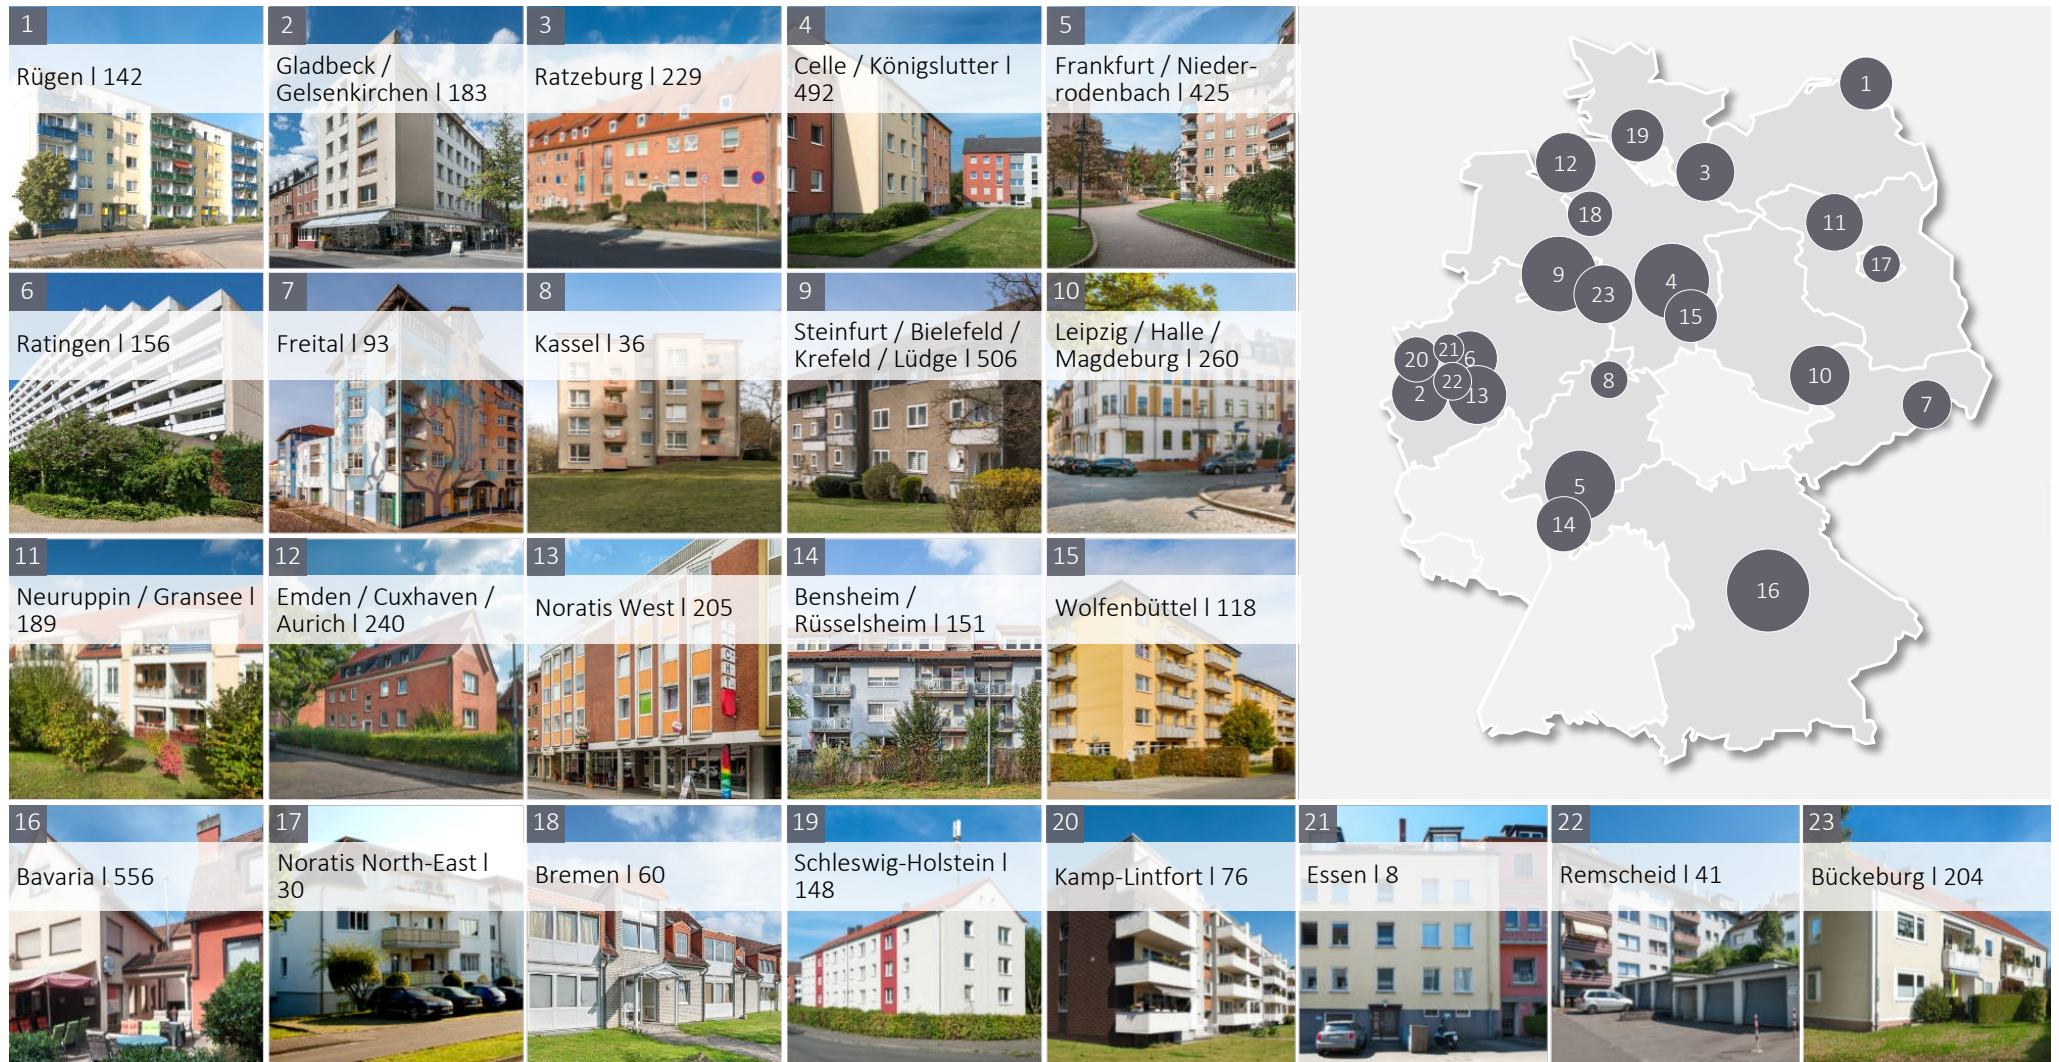 1
Rügen l 142
2
Gladbeck /
Gelsenkirchen l 183
3
Ratzeburg l 229
4
Celle / Königslutter l
492
5
Frankfurt / Nieder-
rodenbach l 425
6
Ratingen l 156
7
Freital l 93
8
Kassel l 36
9
Steinfurt / Bielefeld /
Krefeld / Lüdge l 506
10
Leipzig / Halle /
Magdeburg l 260
11
Neuruppin / Gransee l
189
12
Emden / Cuxhaven /
Aurich l 240
13
Noratis West l 205
14
Bensheim /
Rüsselsheim l 151
15
Wolfenbüttel l 118
16
Bavaria l 556
17
Noratis North-East l
30
18
Bremen l 60
19
Schleswig-Holstein l
148
20
Kamp-Lintfort l 76
21
Essen l 8
22
Remscheid l 41
23
Bückeburg l 204
1
19
12
3
18
11
17
9
23
4
15
21
20
6
22
2
13
8
10
7
5
14
16